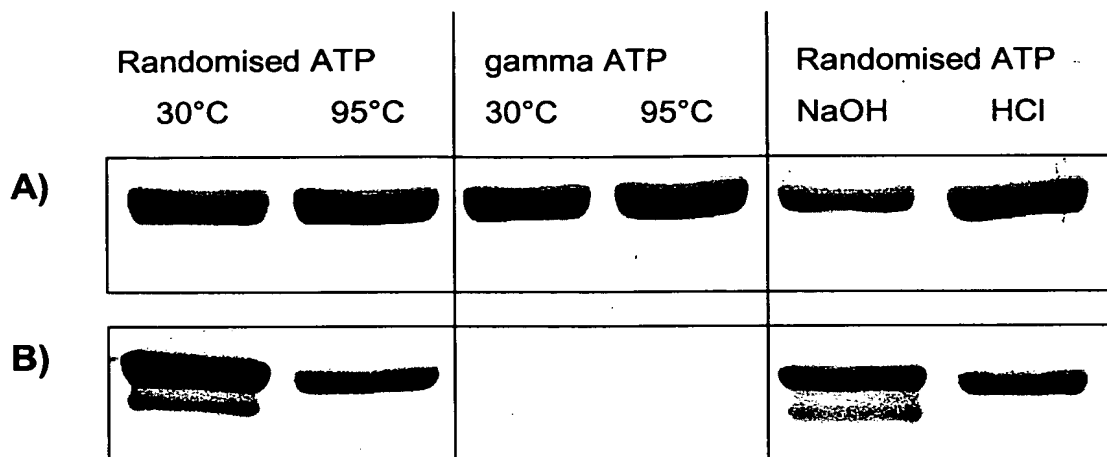 Randomised ATP gamma ATP Randomised ATP
30°C 95°C 30°C 95°C NaOH HCl
A)
B)